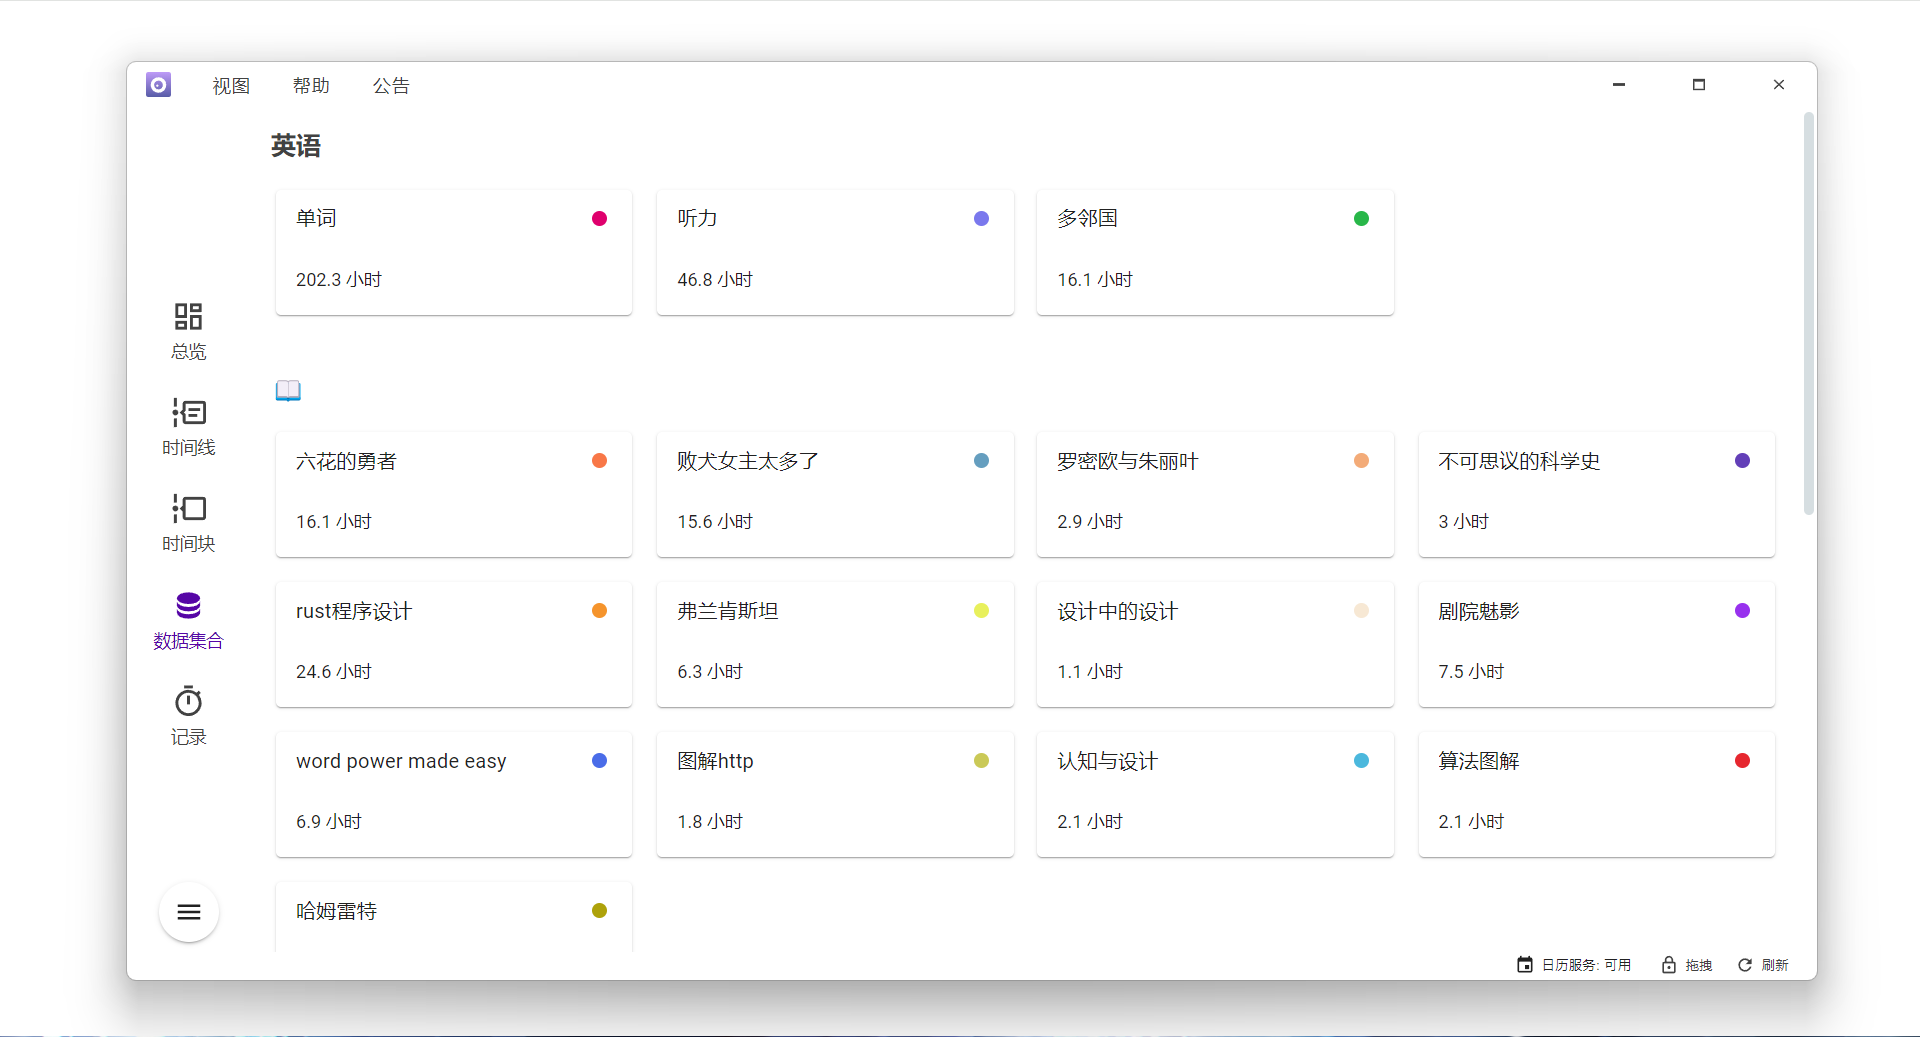 视图 帮助 公告
英语
单词
202.3 小时
听力
46.8 小时
多邻国
16.1 小时
总览
时间线
时间块
数据集合
记录
六花的勇者
16.1 小时
败犬女主太多了
15.6 小时
罗密欧与朱丽叶
2.9 小时
不可思议的科学史
3 小时
rust程序设计
24.6 小时
弗兰肯斯坦
6.3 小时
设计中的设计
1.1 小时
剧院魅影
7.5 小时
word power made easy
6.9 小时
图解http
1.8 小时
认知与设计
2.1 小时
算法图解
2.1 小时
哈姆雷特
日历服务: 可用 拖拽 刷新